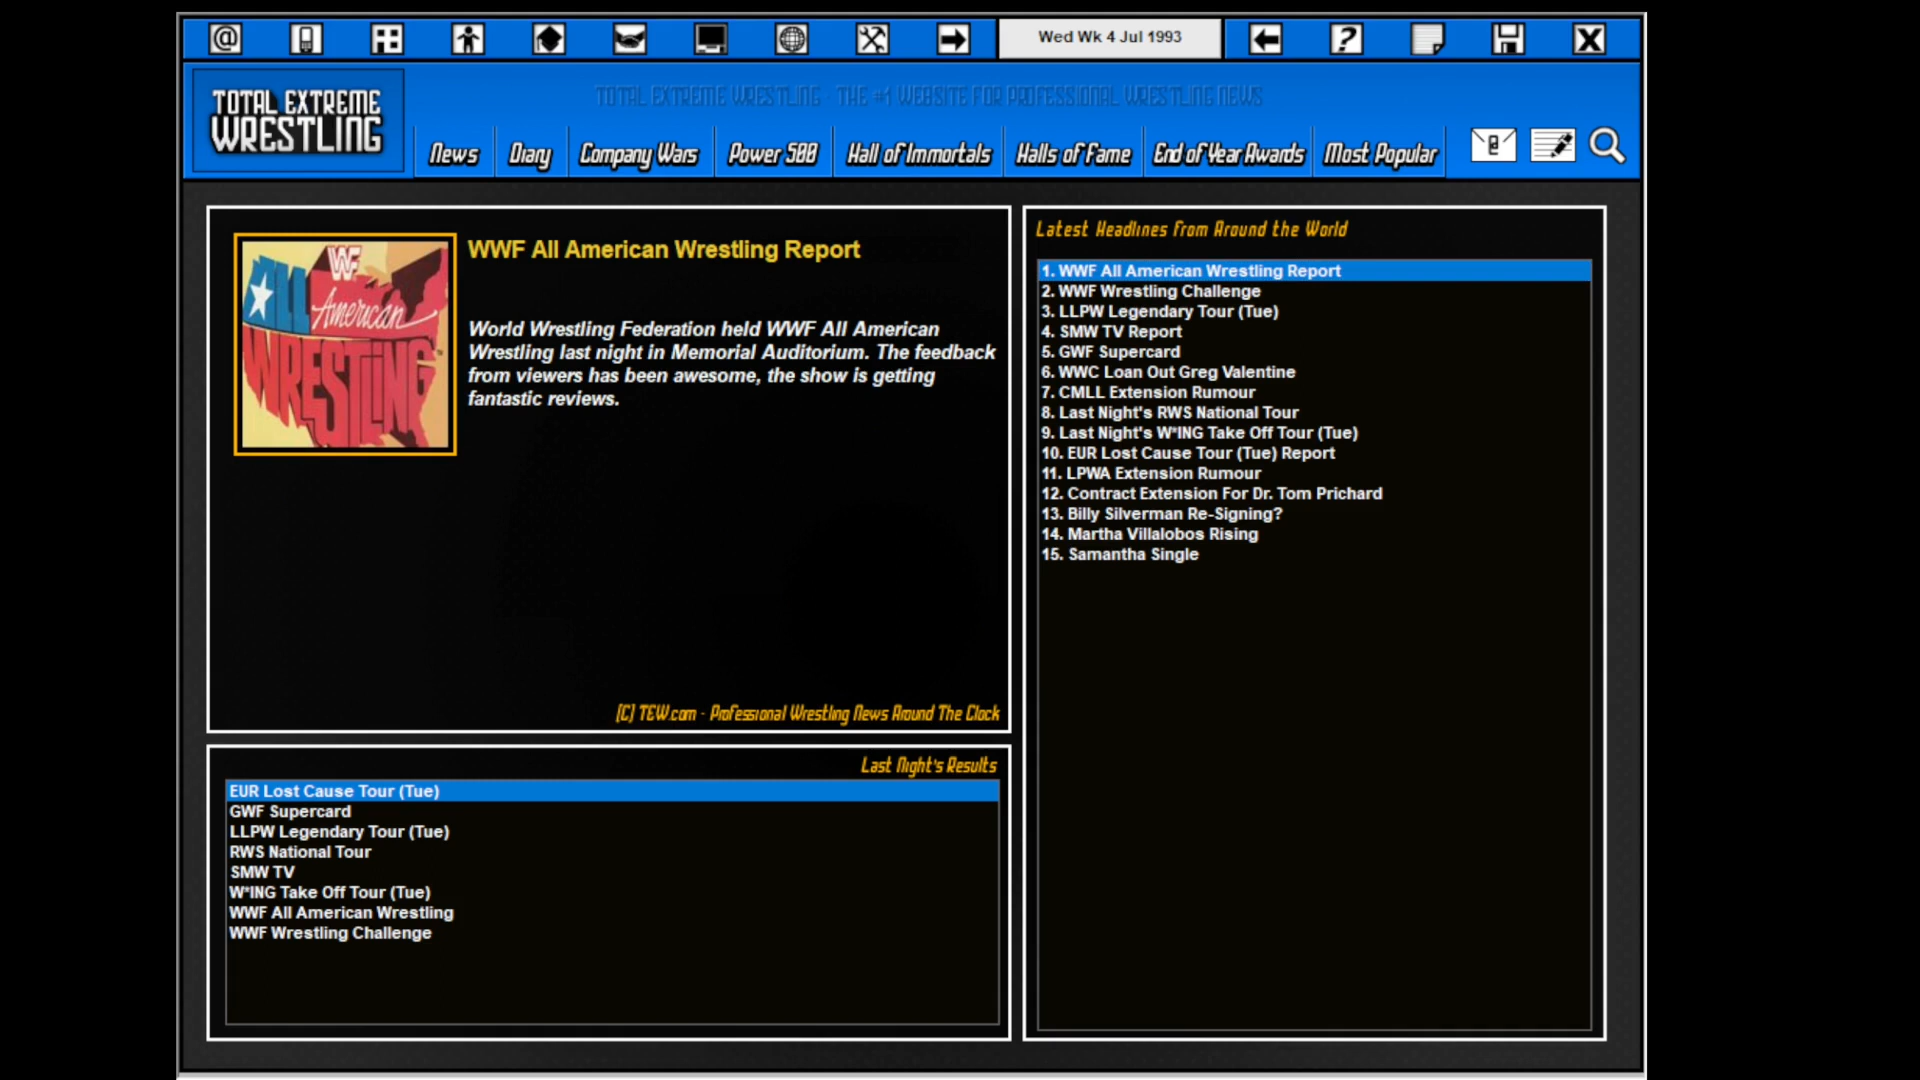 Wed Wk 4 Jul 1993
TOTAL EXTREME WRESTLING
TOTAL EXTREME WRESTLING - THE #1 WEBSITE FOR PROFESSIONAL WRESTLING NEWS
News
Diary
Company Wars
Power 500
Hall of Immortals
Halls of Fame
End of Year Awards
Most Popular
WWF
ALL
American
WRESTLING
WWF All American Wrestling Report
World Wrestling Federation held WWF All American
Wrestling last night in Memorial Auditorium. The feedback
from viewers has been awesome, the show is getting
fantastic reviews.
(C) TEW.com - Professional Wrestling News Around The Clock
Last Night's Results
EUR Lost Cause Tour (Tue)
GWF Supercard
LLPW Legendary Tour (Tue)
RWS National Tour
SMW TV
W*ING Take Off Tour (Tue)
WWF All American Wrestling
WWF Wrestling Challenge
Latest Headlines From Around the World
1. WWF All American Wrestling Report
2. WWF Wrestling Challenge
3. LLPW Legendary Tour (Tue)
4. SMW TV Report
5. GWF Supercard
6. WWC Loan Out Greg Valentine
7. CMLL Extension Rumour
8. Last Night's RWS National Tour
9. Last Night's W*ING Take Off Tour (Tue)
10. EUR Lost Cause Tour (Tue) Report
11. LPWA Extension Rumour
12. Contract Extension For Dr. Tom Prichard
13. Billy Silverman Re-Signing?
14. Martha Villalobos Rising
15. Samantha Single